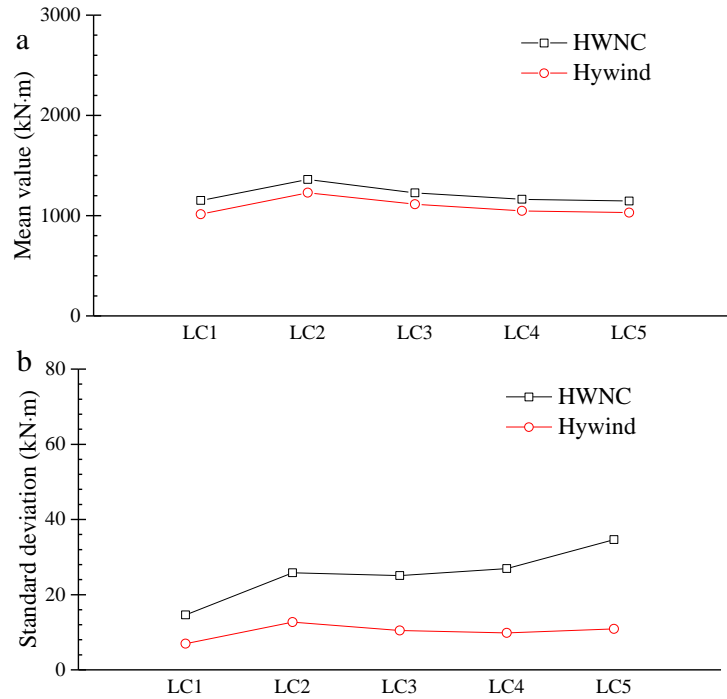 a
Mean value (kN·m)
3000
2000
1000
0
HWNC
Hywind
LC1 LC2 LC3 LC4 LC5
b
Standard deviation (kN·m)
80
60
40
20
0
HWNC
Hywind
LC1 LC2 LC3 LC4 LC5